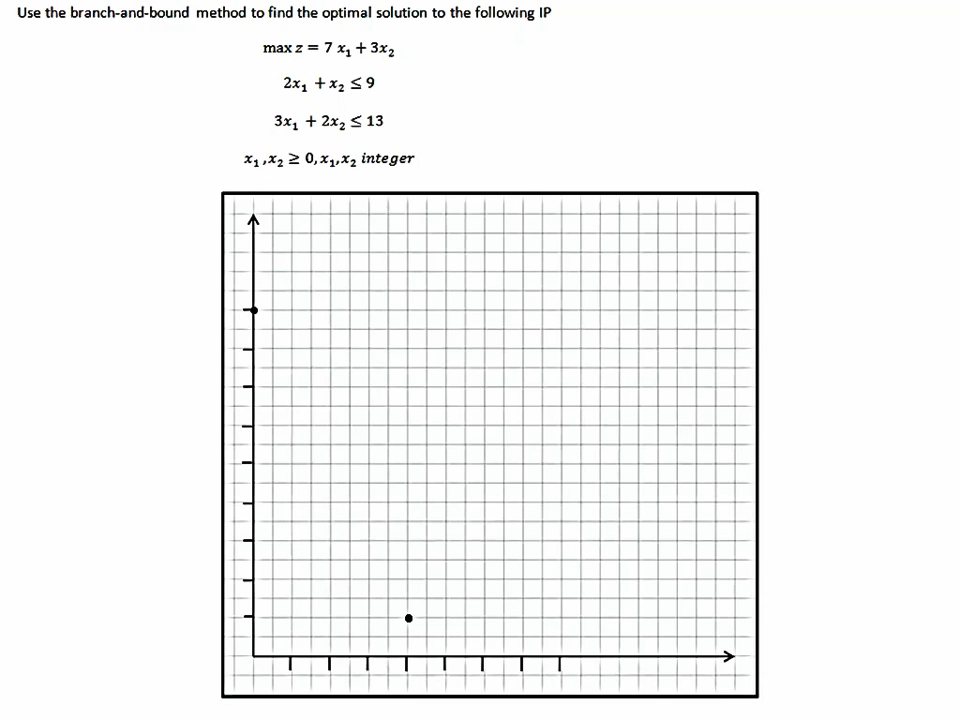 Use the branch-and-bound method to find the optimal solution to the following IP
max z = 7 x₁ + 3x₂
2x₁ + x₂ ≤ 9
3x₁ + 2x₂ ≤ 13
x₁ ,x₂ ≥ 0, x₁,x₂ integer